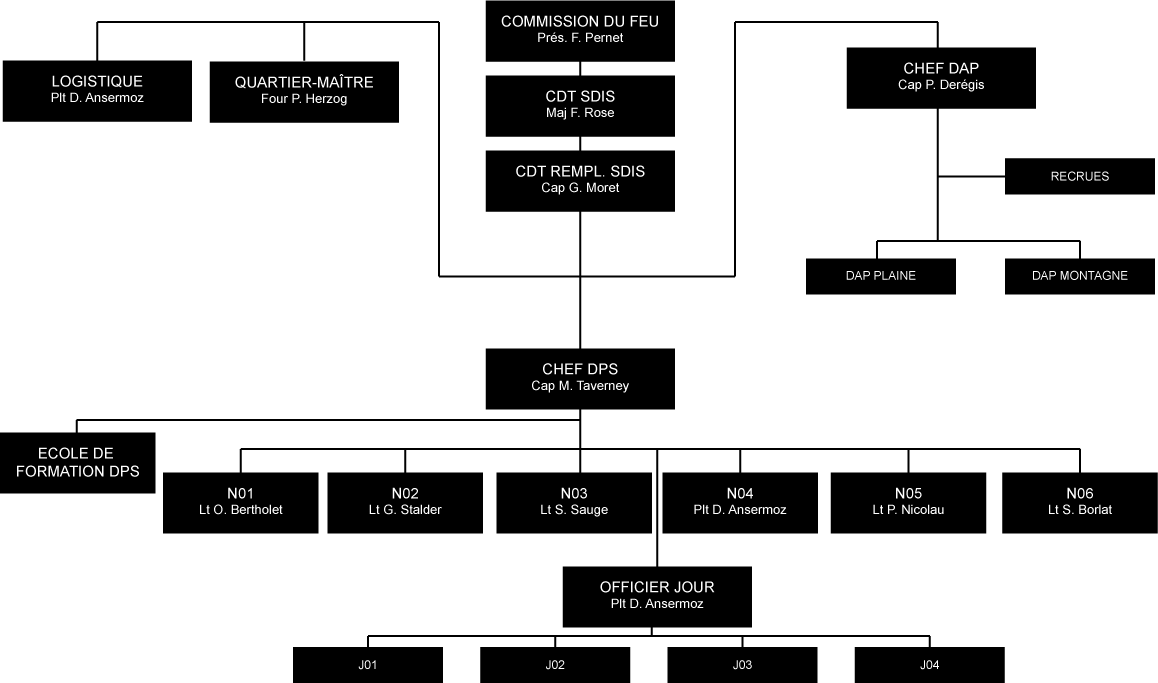 COMMISSION DU FEU
Prés. F. Pernet
LOGISTIQUE
Plt D. Ansermoz
QUARTIER-MAÎTRE
Four P. Herzog
CDT SDIS
Maj F. Rose
CHEF DAP
Cap P. Derégis
CDT REMPL. SDIS
Cap G. Moret
RECRUES
DAP PLAINE
DAP MONTAGNE
CHEF DPS
Cap M. Taverney
ECOLE DE
FORMATION DPS
N01
Lt O. Bertholet
N02
Lt G. Stalder
N03
Lt S. Sauge
N04
Plt D. Ansermoz
N05
Lt P. Nicolau
N06
Lt S. Borlat
OFFICIER JOUR
Plt D. Ansermoz
J01
J02
J03
J04